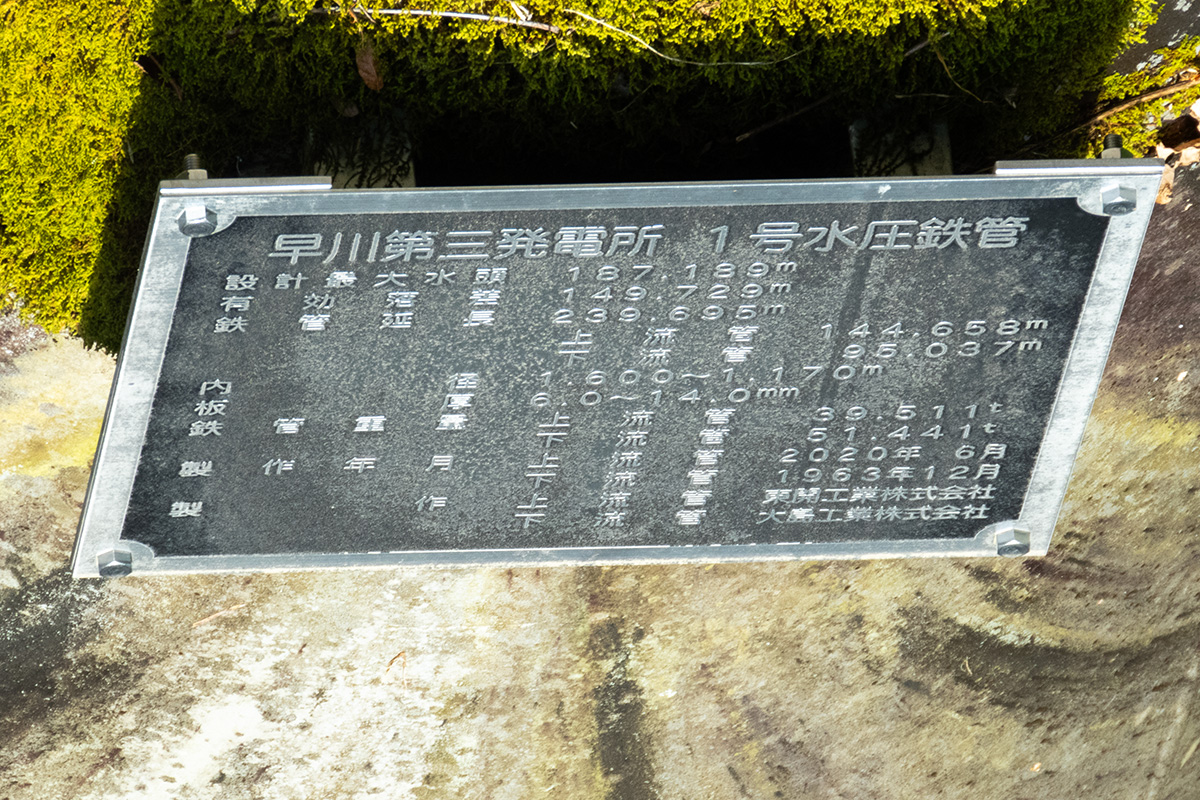 早川第三発電所 1号水圧鉄管
設計最大水頭 187.189m
有効落差 149.729m
鉄管延長 239.695m
上流管 144.658m
下流管 95.037m
内径 1.600～1.170m
板厚 6.0～14.0mm
鉄管重量 上流管 39.511t
下流管 51.441t
製作年月 上流管 2020年 6月
下流管 1963年12月
製作 上流管 東開工業株式会社
下流管 大島工業株式会社